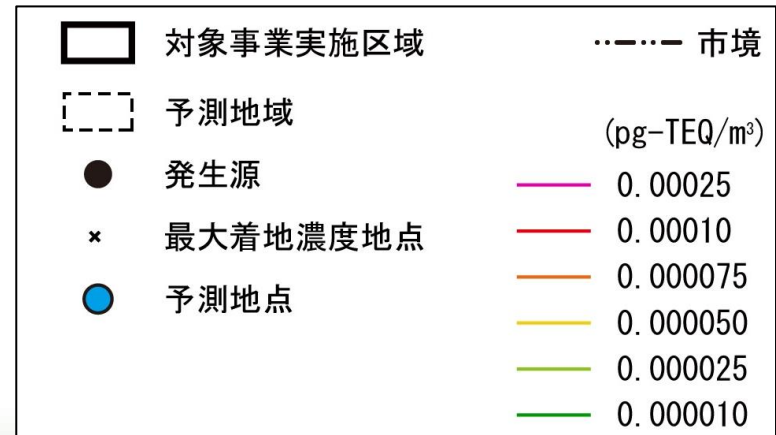 対象事業実施区域
予測地域
発生源
最大着地濃度地点
予測地点
市境
(pg-TEQ/m³)
0.00025
0.00010
0.000075
0.000050
0.000025
0.000010